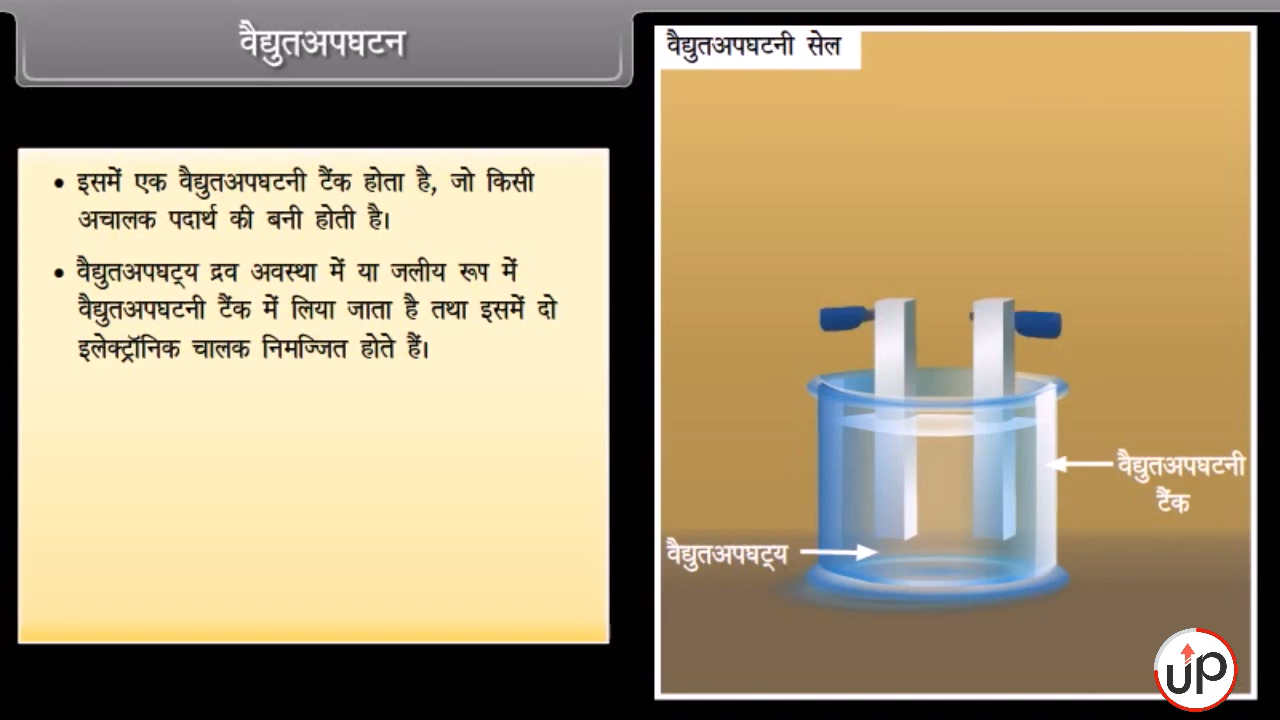 वैद्युतअपघटन
• इसमें एक वैद्युतअपघटनी टैंक होता है, जो किसी
अचालक पदार्थ की बनी होती है।
• वैद्युतअपघट्य द्रव अवस्था में या जलीय रूप में
वैद्युतअपघटनी टैंक में लिया जाता है तथा इसमें दो
इलेक्ट्रॉनिक चालक निमज्जित होते हैं।
वैद्युतअपघटनी सेल
वैद्युतअपघटनी
टैंक
वैद्युतअपघट्य
UP